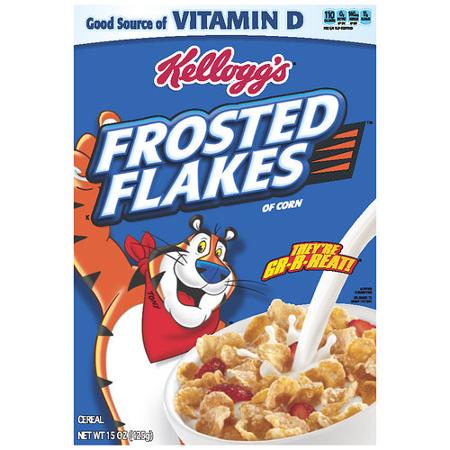 Good Source of VITAMIN D
Kellogg's
FROSTED
FLAKES
OF CORN
THEY'RE
GR-R-REAT!
TONY
CEREAL
NET WT 15 OZ (425g)